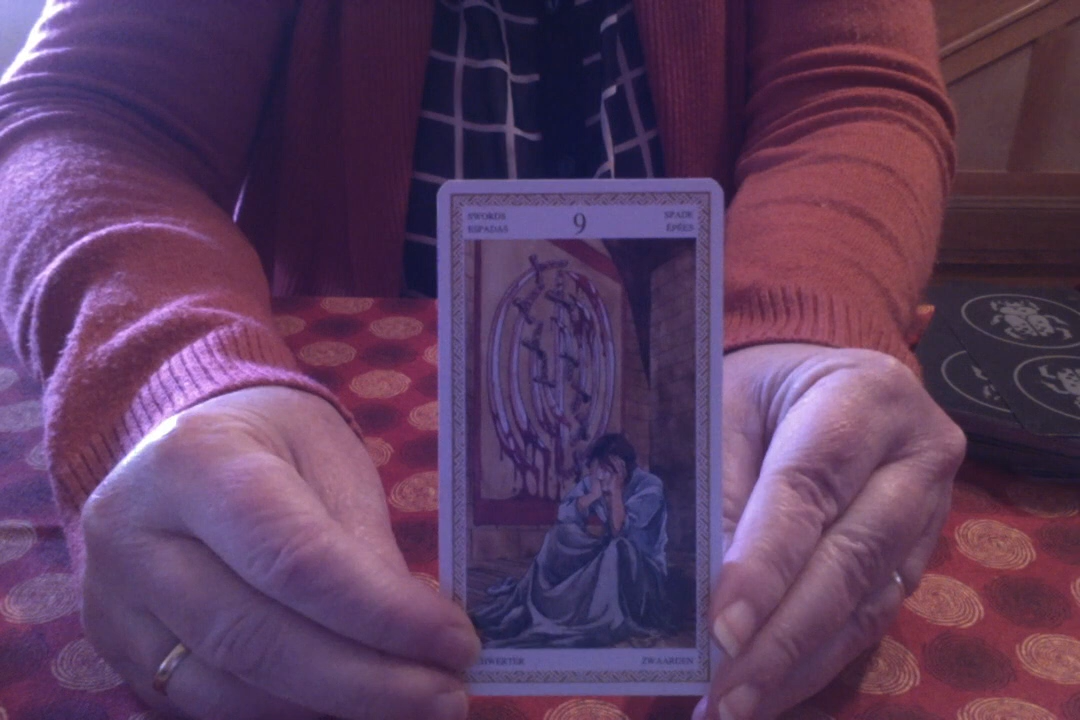 SWORDS
ESPADAS
9
SPADE
ÉPÉES
SCHWERTER
ZWAARDEN